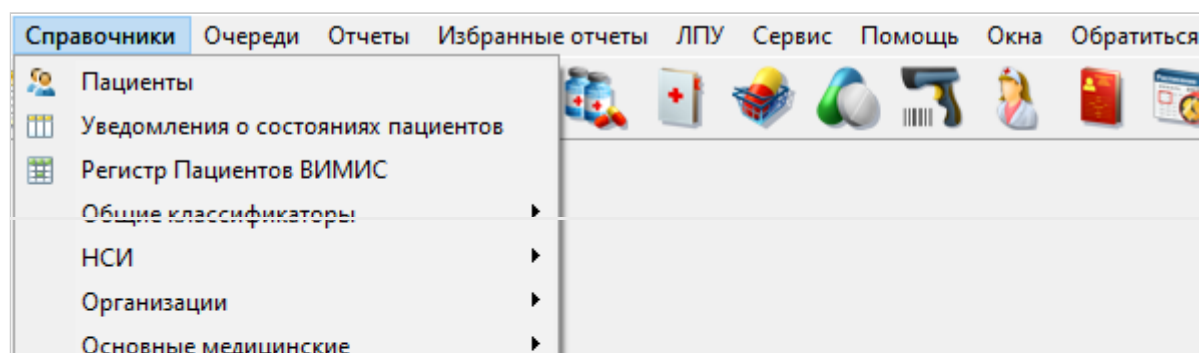 Справочники Очереди Отчеты Избранные отчеты ЛПУ Сервис Помощь Окна Обратиться
Пациенты
Уведомления о состояниях пациентов
Регистр Пациентов ВИМИС
Общие классификаторы
НСИ
Организации
Основные медицинские